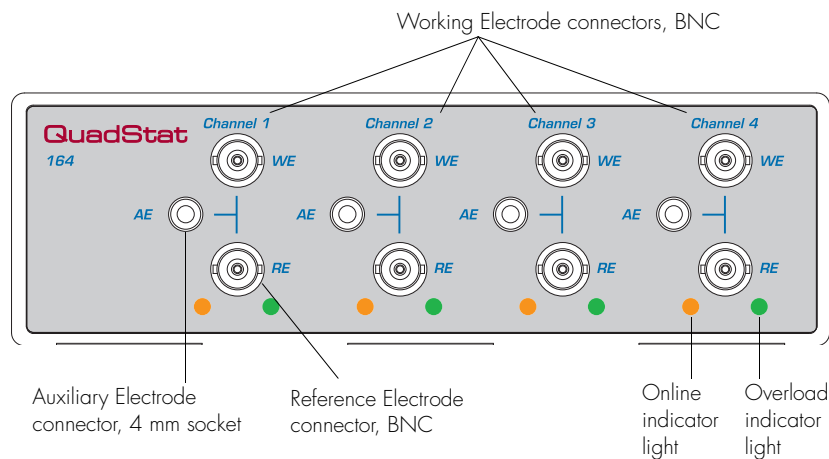 Working Electrode connectors, BNC
QuadStat
164
Channel 1
Channel 2
Channel 3
Channel 4
WE
WE
WE
WE
AE
AE
AE
AE
RE
RE
RE
RE
Auxiliary Electrode
connector, 4 mm socket
Reference Electrode
connector, BNC
Online
indicator
light
Overload
indicator
light